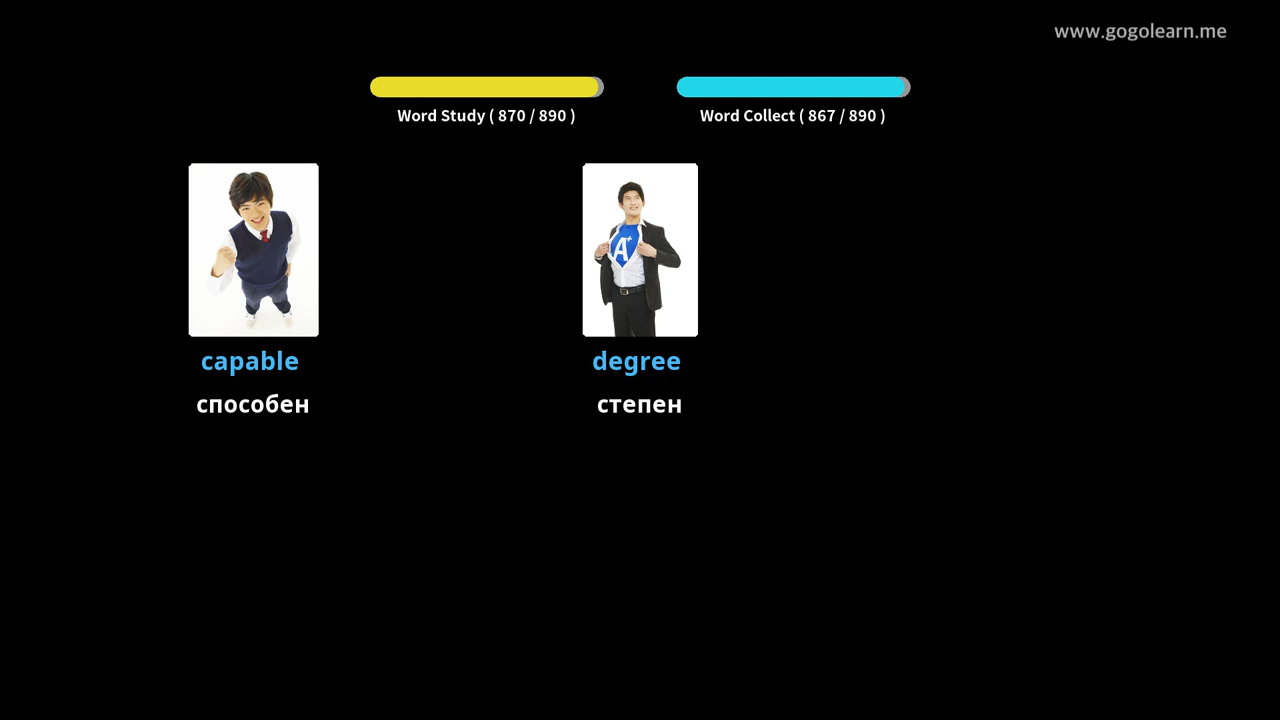 www.gogolearn.me
Word Study ( 870 / 890 )
Word Collect ( 867 / 890 )
A+
capable
degree
способен
степен